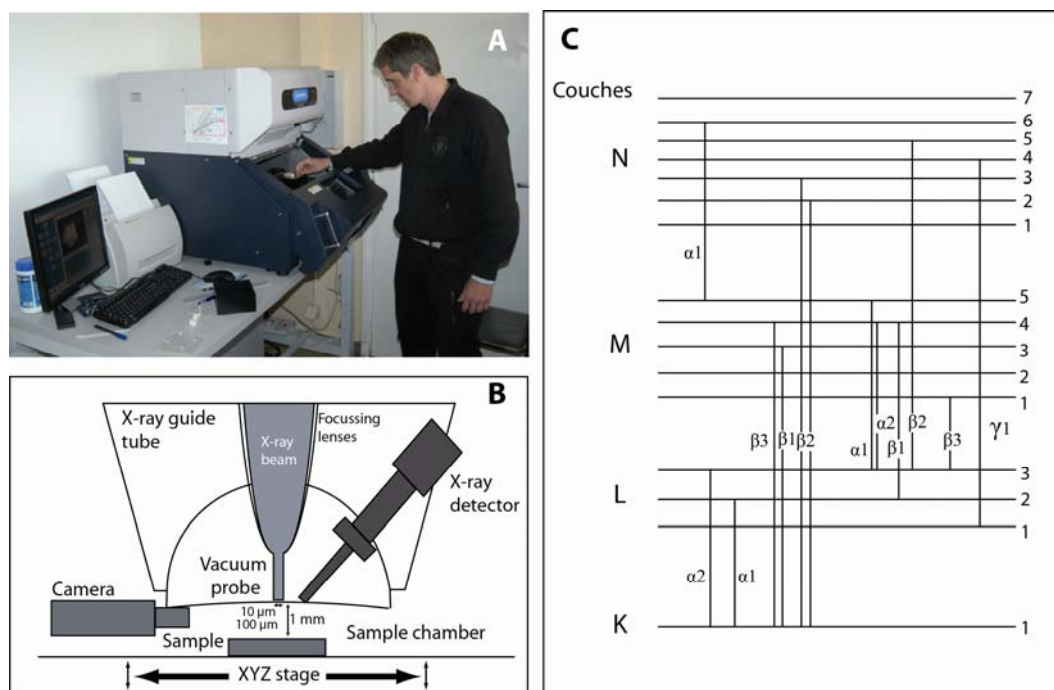 A
B
X-ray guide
tube
Focussing
lenses
X-ray
beam
X-ray
detector
Vacuum
probe
Camera
10 µm
100 µm
1 mm
Sample
Sample chamber
XYZ stage
C
Couches
7
6
5
N
4
3
2
1
α1
5
4
M
3
2
1
β3
β1
β2
α1
α2
β1
β2
β3
γ1
3
L
2
1
α2
α1
K
1